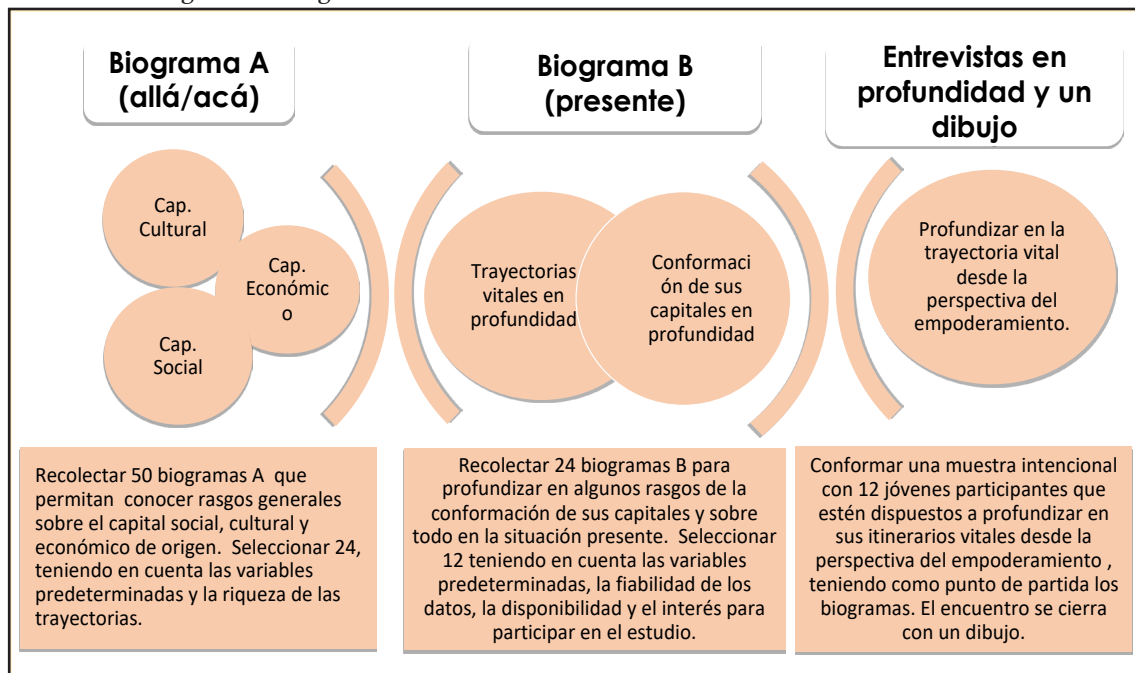 Biograma A
(allá/acá)
Cap.
Cultural
Cap.
Económic
o
Cap.
Social
Recolectar 50 biogramas A que
permitan conocer rasgos generales
sobre el capital social, cultural y
económico de origen. Seleccionar 24,
teniendo en cuenta las variables
predeterminadas y la riqueza de las
trayectorias.
Biograma B
(presente)
Trayectorias
vitales en
profundidad
Conformaci
ón de sus
capitales en
profundidad
Recolectar 24 biogramas B para
profundizar en algunos rasgos de la
conformación de sus capitales y sobre
todo en la situación presente. Seleccionar
12 teniendo en cuenta las variables
predeterminadas, la fiabilidad de los
datos, la disponibilidad y el interés para
participar en el estudio.
Entrevistas en
profundidad y un
dibujo
Profundizar en la
trayectoria vital
desde la
perspectiva del
empoderamiento.
Conformar una muestra intencional
con 12 jóvenes participantes que
estén dispuestos a profundizar en
sus itinerarios vitales desde la
perspectiva del empoderamiento ,
teniendo como punto de partida los
biogramas. El encuentro se cierra
con un dibujo.